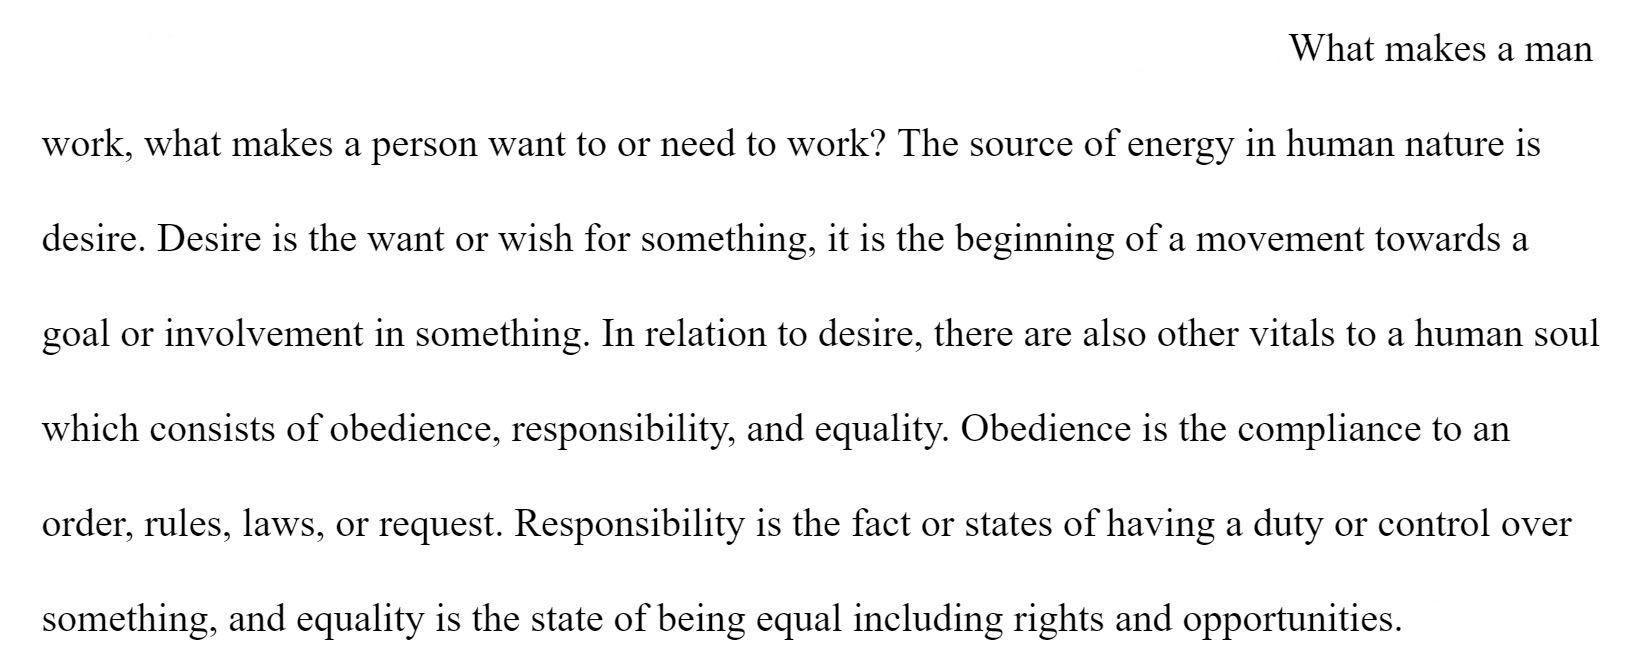 What makes a man
work, what makes a person want to or need to work? The source of energy in human nature is
desire. Desire is the want or wish for something, it is the beginning of a movement towards a
goal or involvement in something. In relation to desire, there are also other vitals to a human soul
which consists of obedience, responsibility, and equality. Obedience is the compliance to an
order, rules, laws, or request. Responsibility is the fact or states of having a duty or control over
something, and equality is the state of being equal including rights and opportunities.